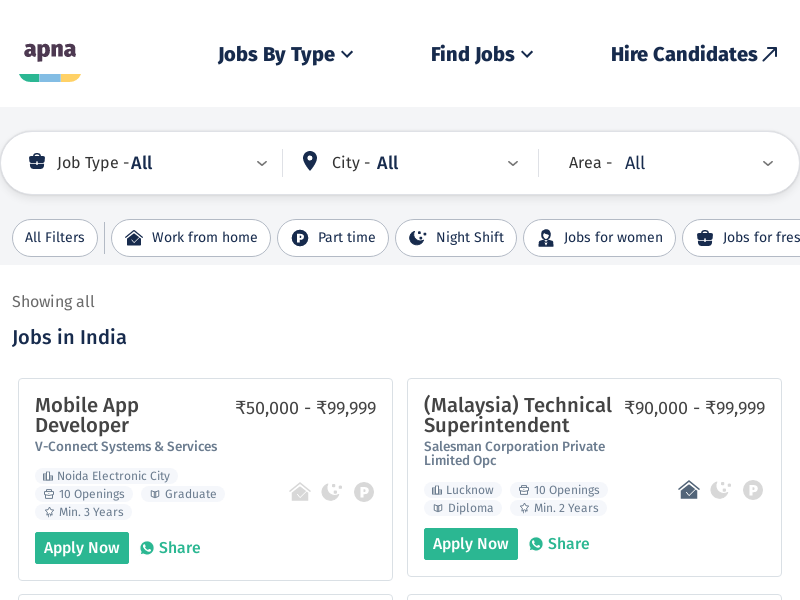 apna
Jobs By Type
Find Jobs
Hire Candidates
Job Type - All
City - All
Area - All
All Filters
Work from home
Part time
Night Shift
Jobs for women
Jobs for fres
Showing all
Jobs in India
Mobile App
Developer
₹50,000 - ₹99,999
V-Connect Systems & Services
Noida Electronic City
10 Openings
Graduate
Min. 3 Years
Apply Now
Share
(Malaysia) Technical
Superintendent
₹90,000 - ₹99,999
Salesman Corporation Private
Limited Opc
Lucknow
10 Openings
Diploma
Min. 2 Years
Apply Now
Share